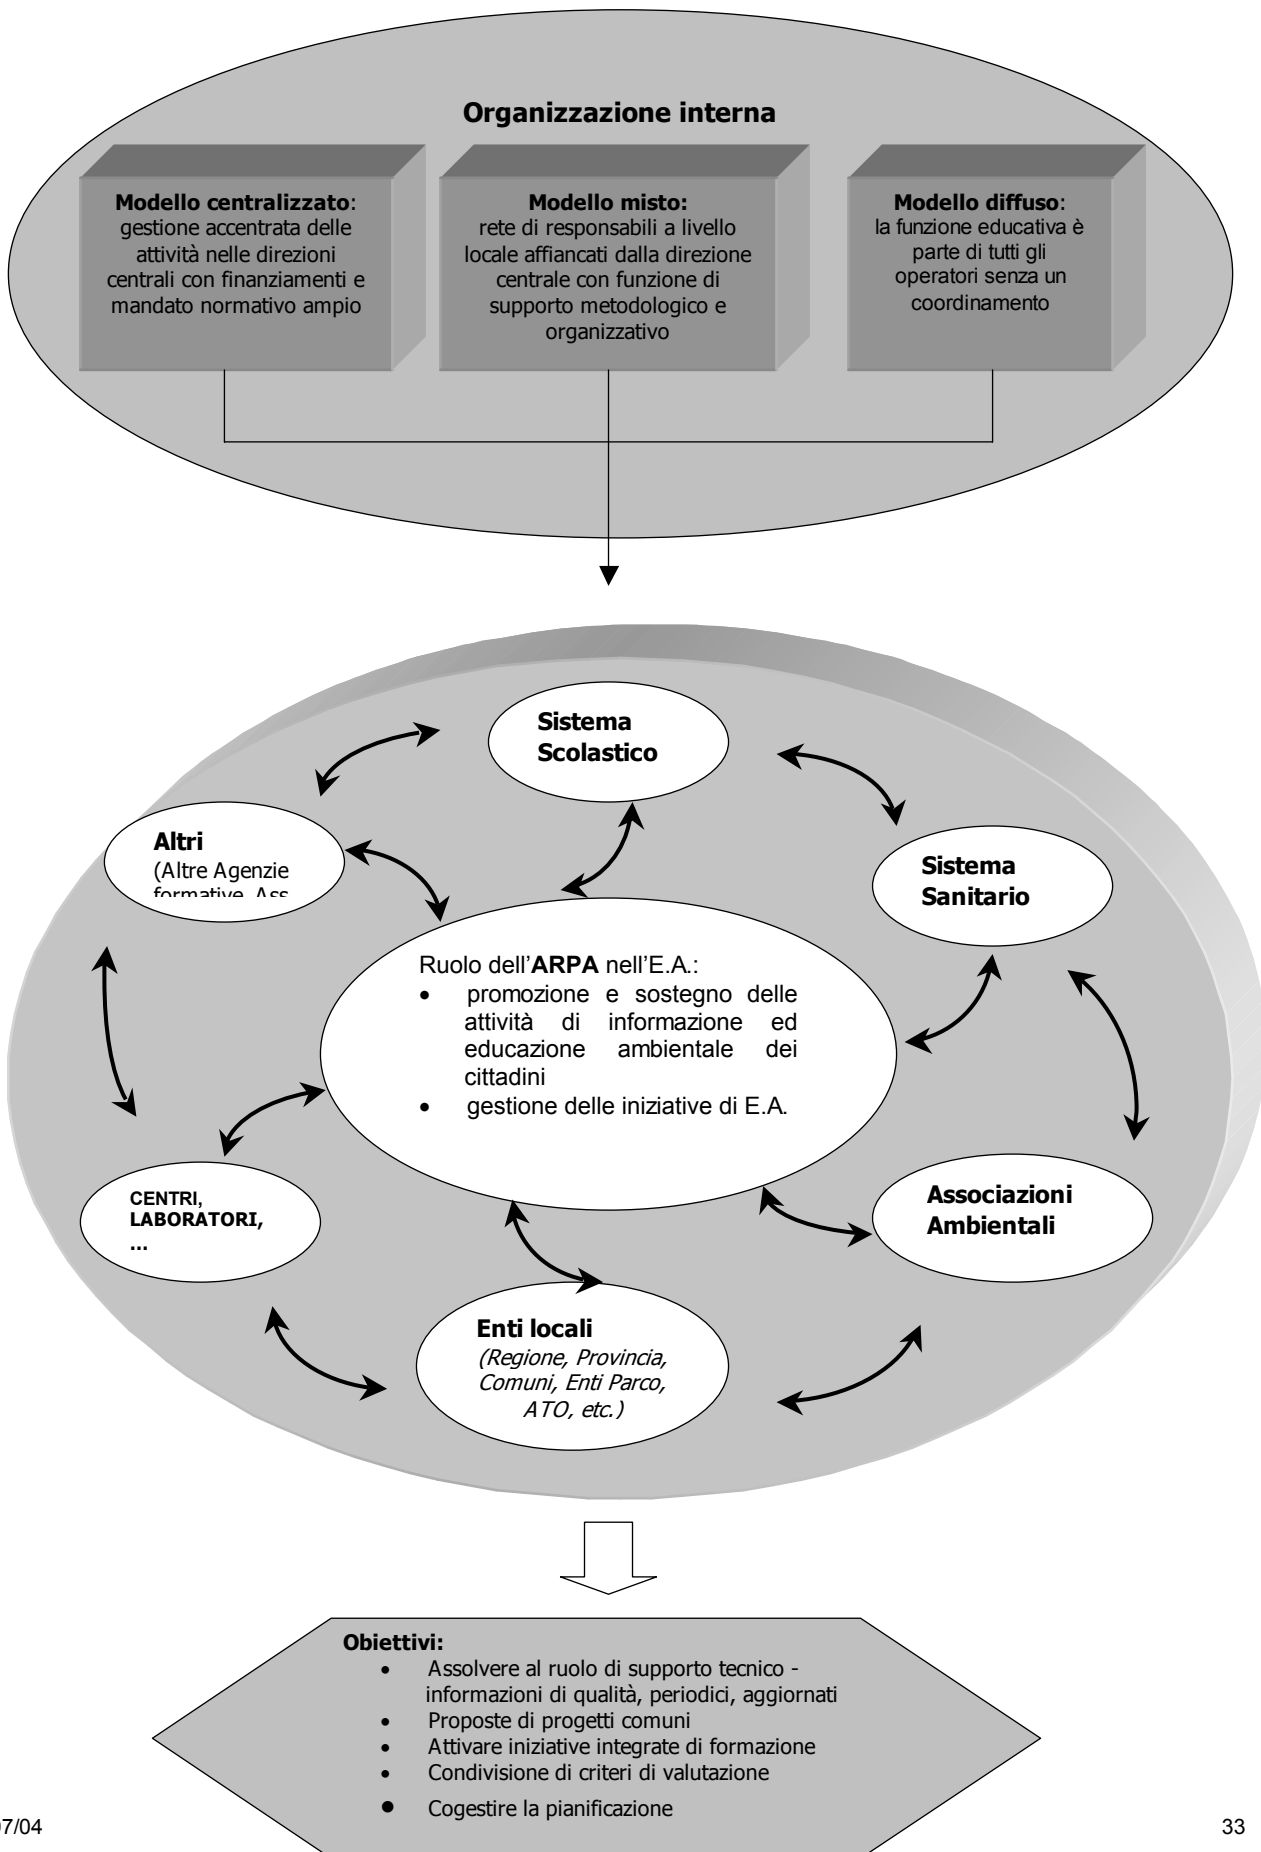 Organizzazione interna
Modello centralizzato:
gestione accentrata delle
attività nelle direzioni
centrali con finanziamenti e
mandato normativo ampio
Modello misto:
rete di responsabili a livello
locale affiancati dalla direzione
centrale con funzione di
supporto metodologico e
organizzativo
Modello diffuso:
la funzione educativa è
parte di tutti gli
operatori senza un
coordinamento
Sistema
Scolastico
Altri
(Altre Agenzie
formative, Ass
Sistema
Sanitario
Ruolo dell'ARPA nell'E.A.:
• promozione e sostegno delle
attività di informazione ed
educazione ambientale dei
cittadini
• gestione delle iniziative di E.A.
CENTRI,
LABORATORI,
...
Associazioni
Ambientali
Enti locali
(Regione, Provincia,
Comuni, Enti Parco,
ATO, etc.)
Obiettivi:
• Assolvere al ruolo di supporto tecnico -
informazioni di qualità, periodici, aggiornati
• Proposte di progetti comuni
• Attivare iniziative integrate di formazione
• Condivisione di criteri di valutazione
• Cogestire la pianificazione
7/04
33